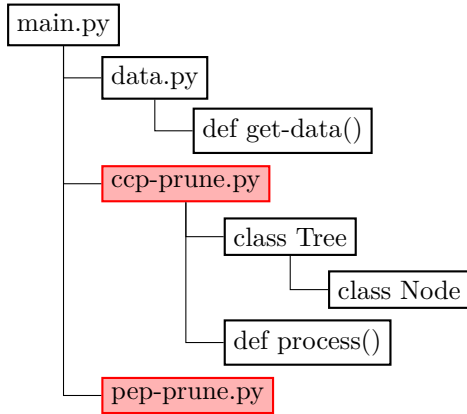 main.py
data.py
def get-data()
ccp-prune.py
class Tree
class Node
def process()
pep-prune.py